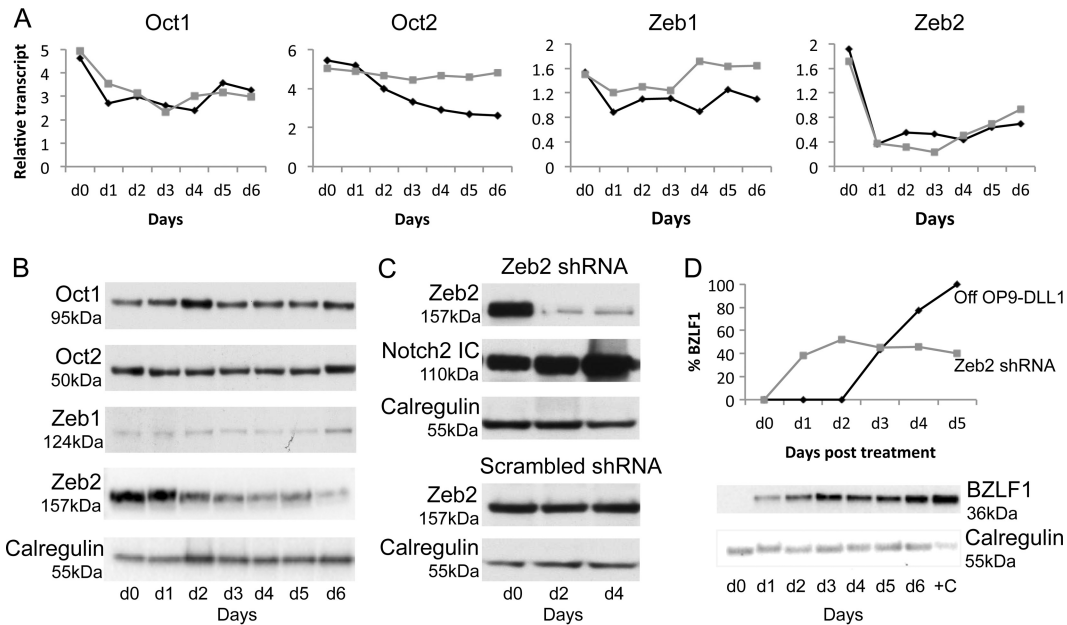 A
Oct1
Oct2
Zeb1
Zeb2
Relative transcript
5
4
3
2
1
0
d0 d1 d2 d3 d4 d5 d6
Days
6
4
2
0
d0 d1 d2 d3 d4 d5 d6
Days
2
1.6
1.2
0.8
0.4
0
d0 d1 d2 d3 d4 d5 d6
Days
2
1.6
1.2
0.8
0.4
0
d0 d1 d2 d3 d4 d5 d6
Days
B
Oct1
95kDa
Oct2
50kDa
Zeb1
124kDa
Zeb2
157kDa
Calregulin
55kDa
d0 d1 d2 d3 d4 d5 d6
Days
C
Zeb2 shRNA
Zeb2
157kDa
Notch2 IC
110kDa
Calregulin
55kDa
Scrambled shRNA
Zeb2
157kDa
Calregulin
55kDa
d0 d2 d4
Days
D
% BZLF1
100
80
60
40
20
0
Off OP9-DLL1
Zeb2 shRNA
d0 d1 d2 d3 d4 d5
Days post treatment
BZLF1
36kDa
Calregulin
55kDa
d0 d1 d2 d3 d4 d5 d6 +C
Days